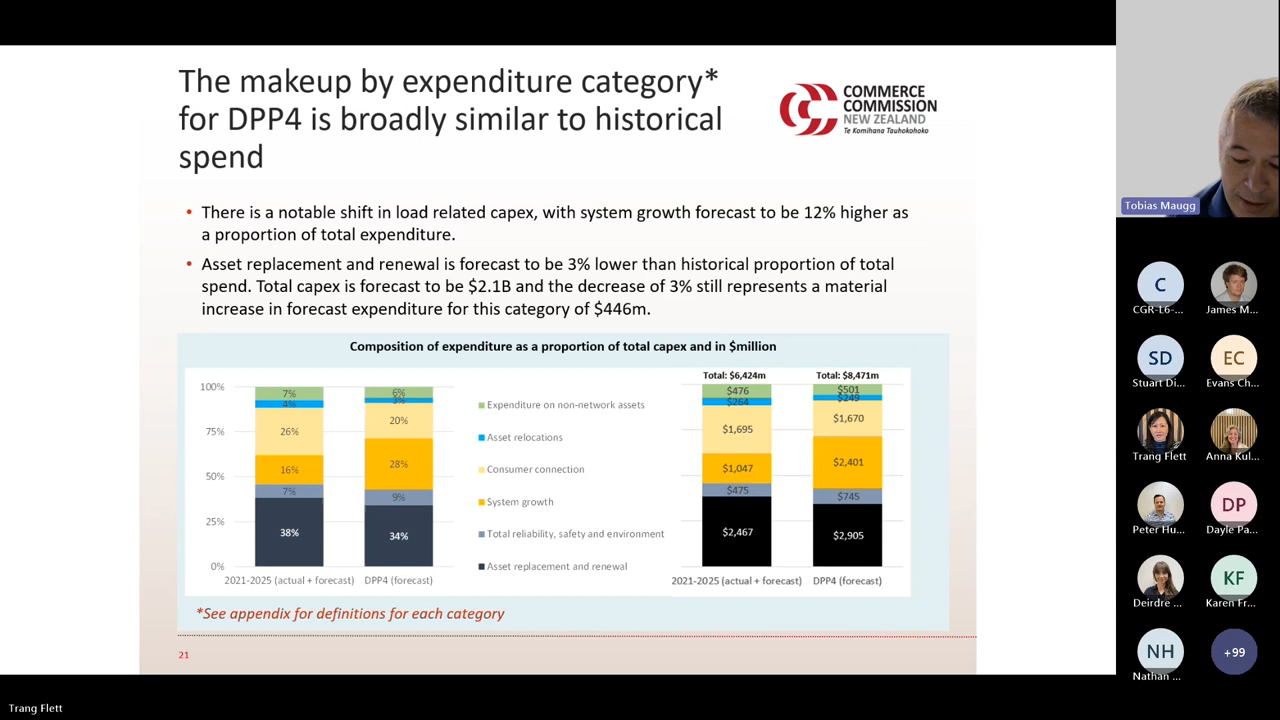 The makeup by expenditure category*
for DPP4 is broadly similar to historical
spend
COMMERCE
COMMISSION
NEW ZEALAND
Te Komihana Tauhokohoko
• There is a notable shift in load related capex, with system growth forecast to be 12% higher as
a proportion of total expenditure.
• Asset replacement and renewal is forecast to be 3% lower than historical proportion of total
spend. Total capex is forecast to be $2.1B and the decrease of 3% still represents a material
increase in forecast expenditure for this category of $446m.
Composition of expenditure as a proportion of total capex and in $million
100%
75%
50%
25%
0%
7%
4%
26%
16%
7%
38%
6%
3%
20%
28%
9%
34%
2021-2025 (actual + forecast)
DPP4 (forecast)
Expenditure on non-network assets
Asset relocations
Consumer connection
System growth
Total reliability, safety and environment
Asset replacement and renewal
Total: $6,424m
Total: $8,471m
$476
$264
$1,695
$1,047
$475
$2,467
$501
$249
$1,670
$2,401
$745
$2,905
2021-2025 (actual + forecast)
DPP4 (forecast)
*See appendix for definitions for each category
21
Tobias Maugg
C
CGR-L6-...
James M...
SD
Stuart Di...
EC
Evans Ch...
Trang Flett
Anna Kul...
Peter Hu...
DP
Dayle Pa...
Deirdre ...
KF
Karen Fr...
NH
Nathan ...
+99
Trang Flett